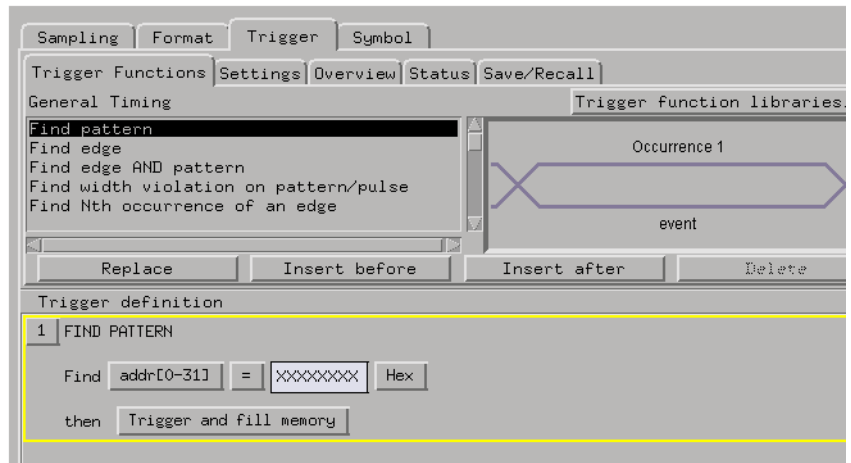 Sampling Format Trigger Symbol
Trigger Functions Settings Overview Status Save/Recall
General Timing Trigger function libraries.
Find pattern
Find edge
Find edge AND pattern
Find width violation on pattern/pulse
Find Nth occurrence of an edge
Occurrence 1
event
Replace Insert before Insert after Delete
Trigger definition
1 FIND PATTERN
Find addr[0-31] = XXXXXXXX Hex
then Trigger and fill memory